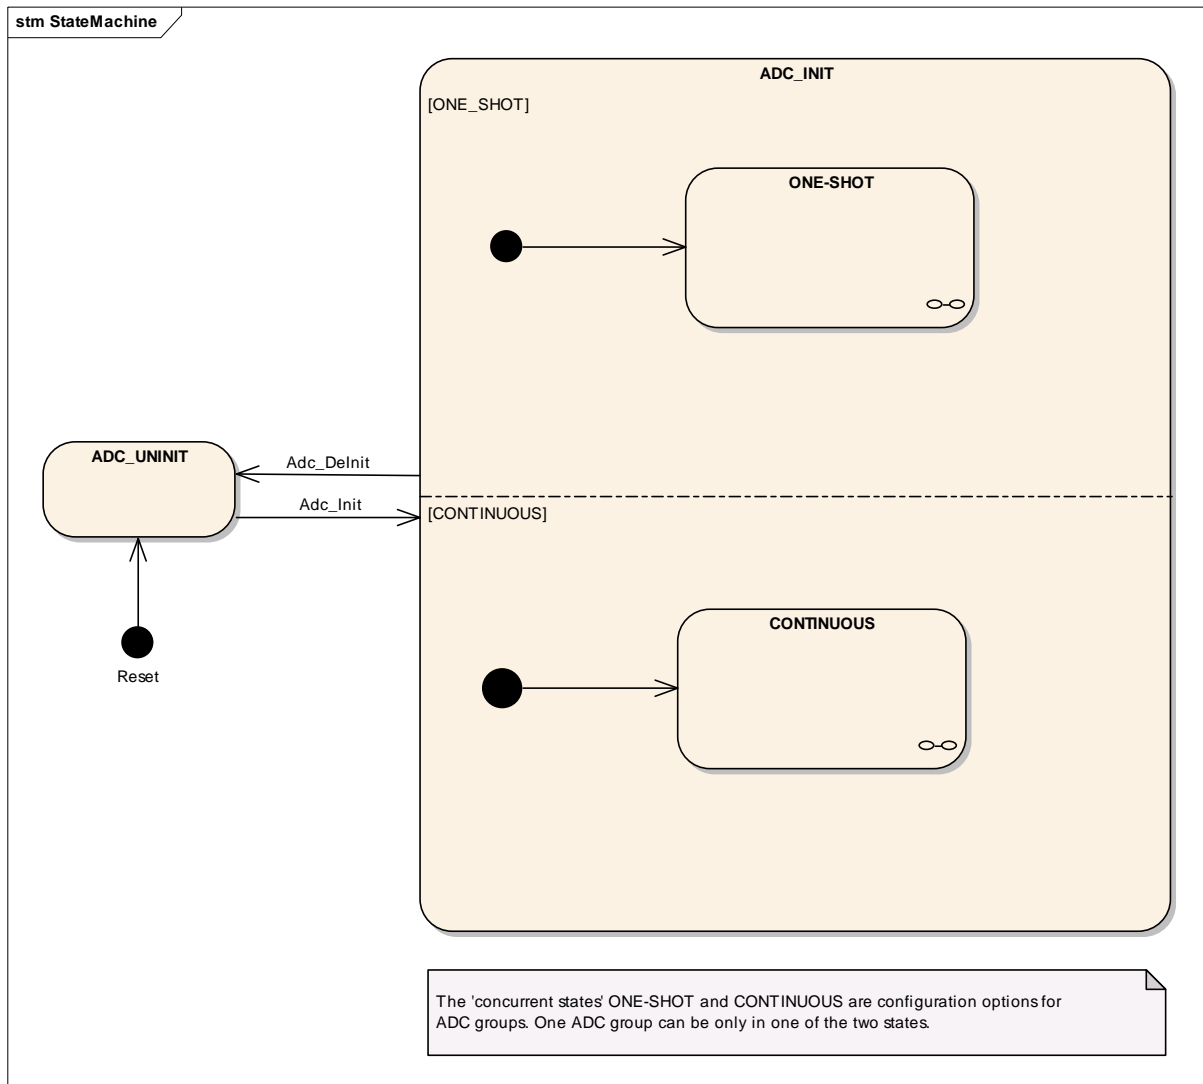 stm StateMachine
ADC_INIT
[ONE_SHOT]
ONE-SHOT
ADC_UNINIT
Adc_DeInit
Adc_Init
[CONTINUOUS]
CONTINUOUS
Reset
The 'concurrent states' ONE-SHOT and CONTINUOUS are configuration options for
ADC groups. One ADC group can be only in one of the two states.